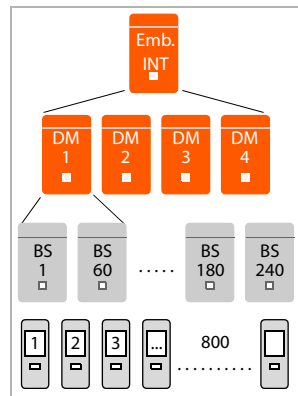 Emb.
INT
DM DM DM DM
1 2 3 4
BS BS BS BS
1 60 ..... 180 240
1 2 3 ... 800
.........